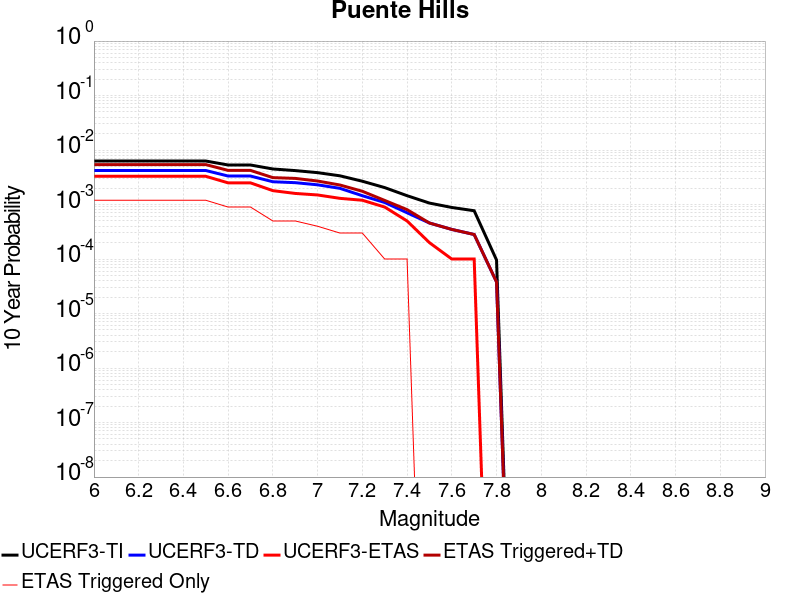 Puente Hills
10^0
10^-1
10^-2
10^-3
10^-4
10^-5
10^-6
10^-7
10^-8
10 Year Probability
6 6.2 6.4 6.6 6.8 7 7.2 7.4 7.6 7.8 8 8.2 8.4 8.6 8.8 9
Magnitude
UCERF3-TI UCERF3-TD UCERF3-ETAS ETAS Triggered+TD
ETAS Triggered Only